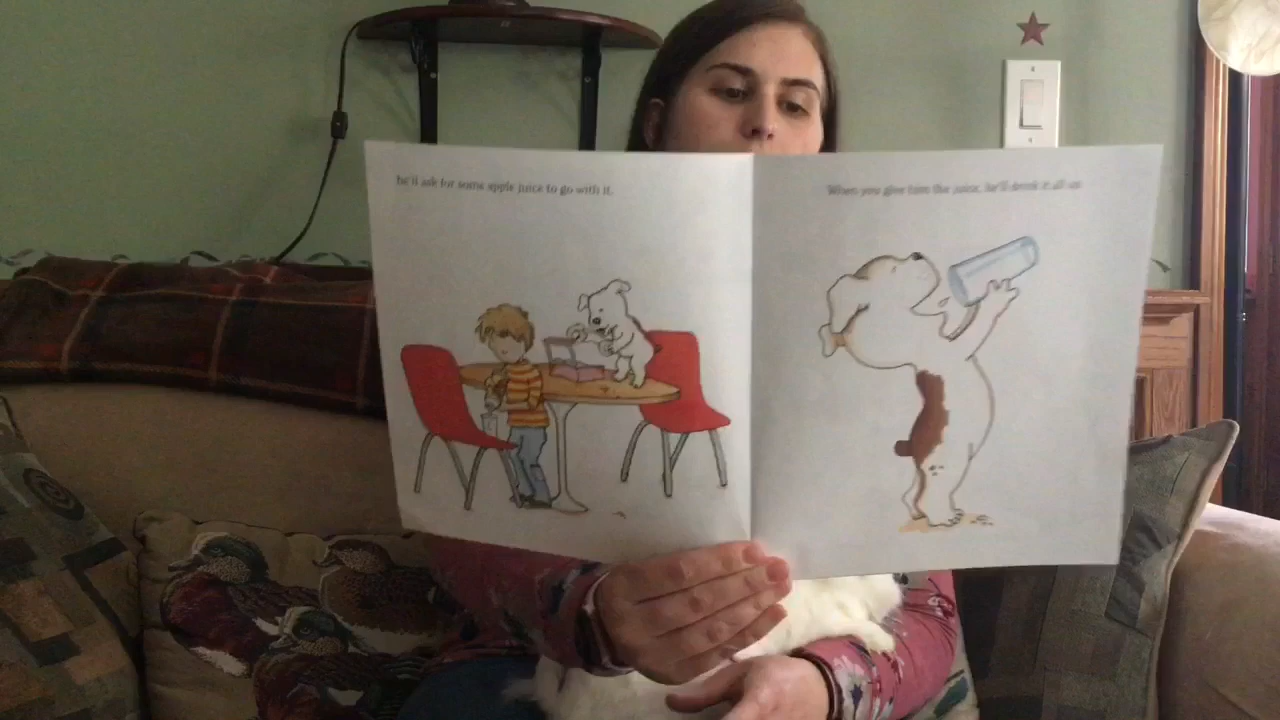 he'll ask for some apple juice to go with it.
When you give him the juice, he'll drink it all up